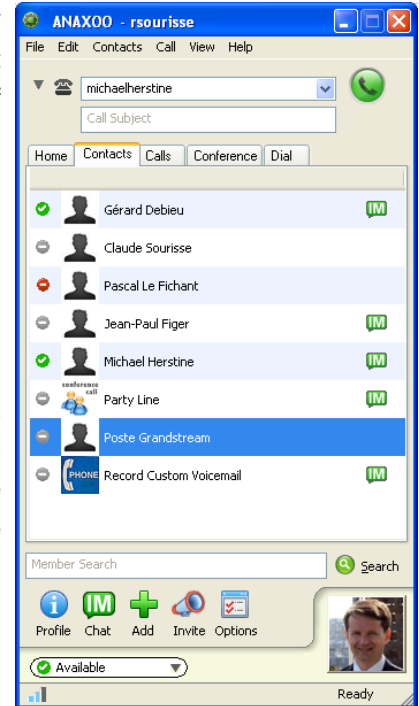 ANAXOO - rsourisse
File Edit Contacts Call View Help
michaelherstine
Call Subject
Home Contacts Calls Conference Dial
Gérard Debieu IM
Claude Sourisse
Pascal Le Fichant
Jean-Paul Figer IM
Michael Herstine IM
conference
call
Party Line IM
Poste Grandstream
PHONE Record Custom Voicemail IM
Member Search Search
IM
Profile Chat Add Invite Options
Available
Ready